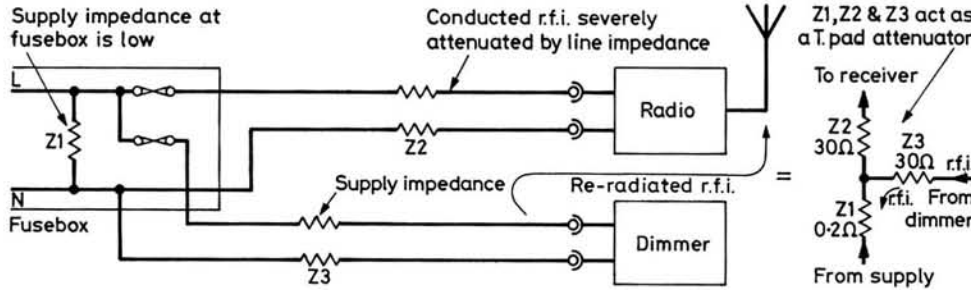 Supply impedance at
fusebox is low
L
Z1
N
Fusebox
Conducted r.f.i. severely
attenuated by line impedance
Z2
Radio
Supply impedance
Re-radiated r.f.i.
Z3
Dimmer
=
Z1,Z2 & Z3 act as
a T. pad attenuator
To receiver
Z2
30Ω
Z3
30Ω
r.f.i.
r.f.i. From
dimmer
Z1
0·2Ω
From supply